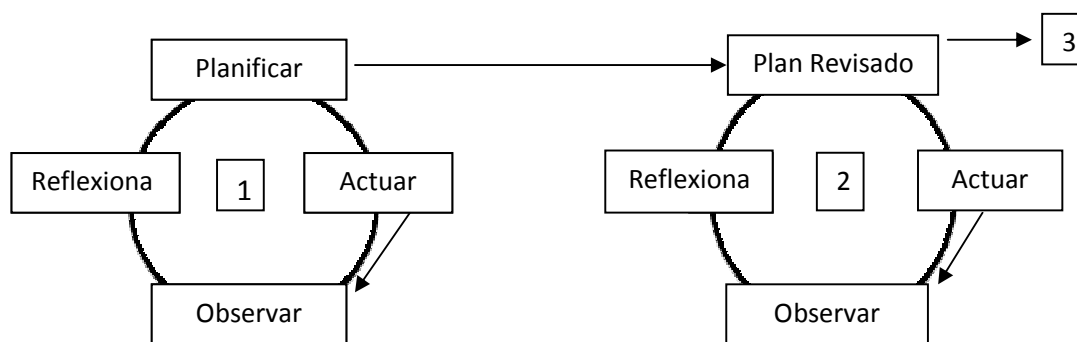 Planificar
Plan Revisado
3
Reflexiona
1
Actuar
Reflexiona
2
Actuar
Observar
Observar